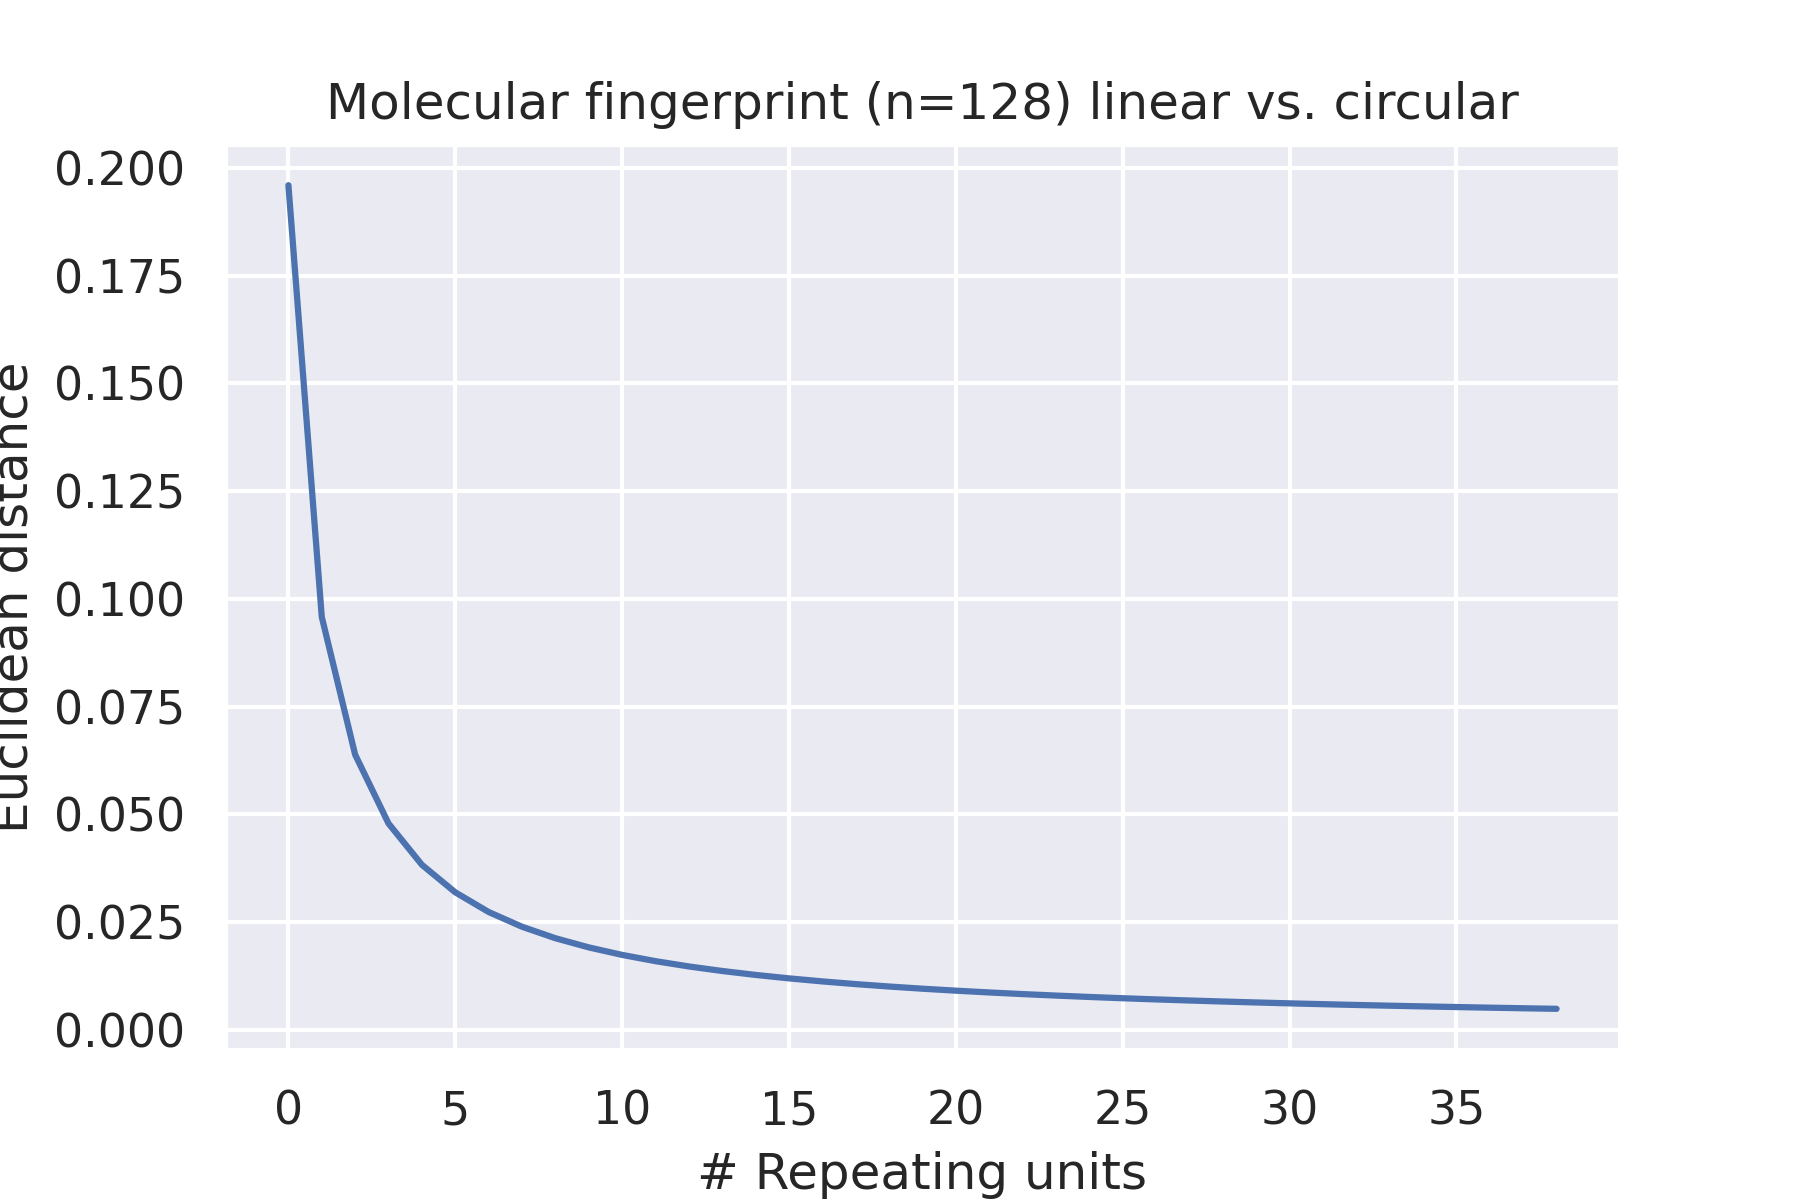 Molecular fingerprint (n=128) linear vs. circular
Euclidean distance
0.200
0.175
0.150
0.125
0.100
0.075
0.050
0.025
0.000
0 5 10 15 20 25 30 35
# Repeating units